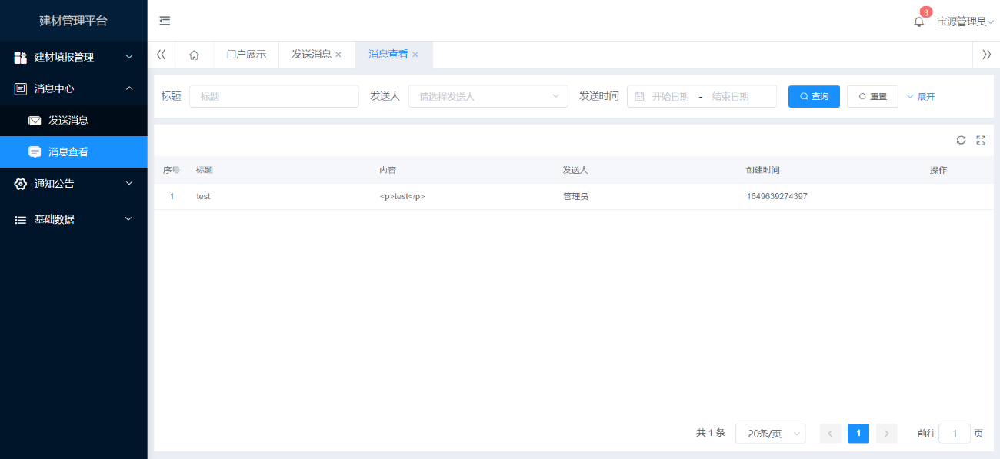 建材管理平台
3
宝源管理员
建材填报管理
消息中心
发送消息
消息查看
通知公告
基础数据
门户展示
发送消息 ×
消息查看 ×
标题 标题 发送人 请选择发送人 发送时间 开始日期 - 结束日期 查询 重置 展开
序号 标题 内容 发送人 创建时间 操作
1 test <p>test</p> 管理员 1649639274397
共 1 条 20条/页 < 1 > 前往 1 页